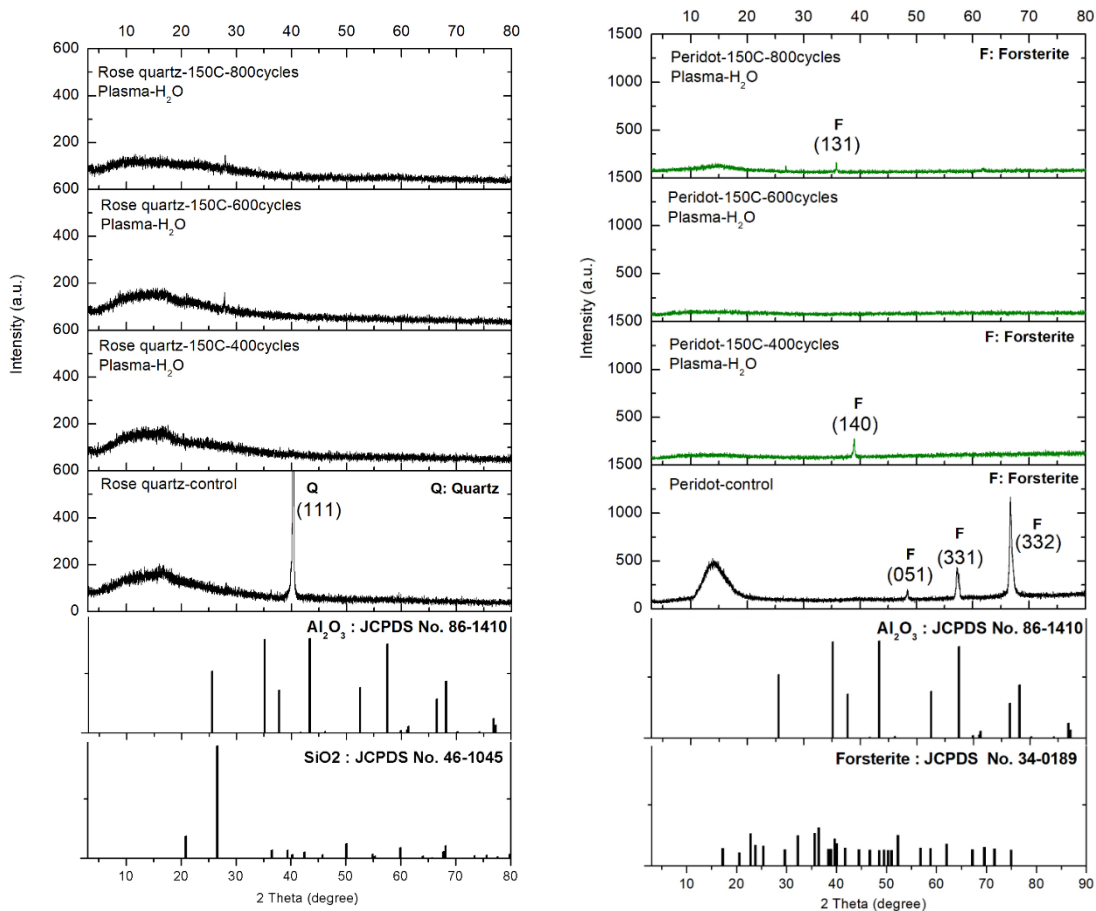 0 10 20 30 40 50 60 70 80
600
400
200
600
Rose quartz-150C-800cycles
Plasma-H₂O
400
200
600
Rose quartz-150C-600cycles
Plasma-H₂O
400
200
600
Rose quartz-150C-400cycles
Plasma-H₂O
400
200
0
Rose quartz-control
Q
(111)
Q: Quartz
Intensity (a.u.)
Al₂O₃ : JCPDS No. 86-1410
SiO2 : JCPDS No. 46-1045
10 20 30 40 50 60 70 80
2 Theta (degree)
0 10 20 30 40 50 60 70 80
1500
1000
500
1500
Peridot-150C-800cycles
Plasma-H₂O
F: Forsterite
F
(131)
1000
500
1500
Peridot-150C-600cycles
Plasma-H₂O
1000
500
1500
Peridot-150C-400cycles
Plasma-H₂O
F: Forsterite
F
(140)
1000
500
0
Peridot-control
F: Forsterite
F
(051)
F
(331)
F
(332)
Intensity (a.u.)
Al₂O₃ : JCPDS No. 86-1410
Forsterite : JCPDS No. 34-0189
10 20 30 40 50 60 70 80 90
2 Theta (degree)